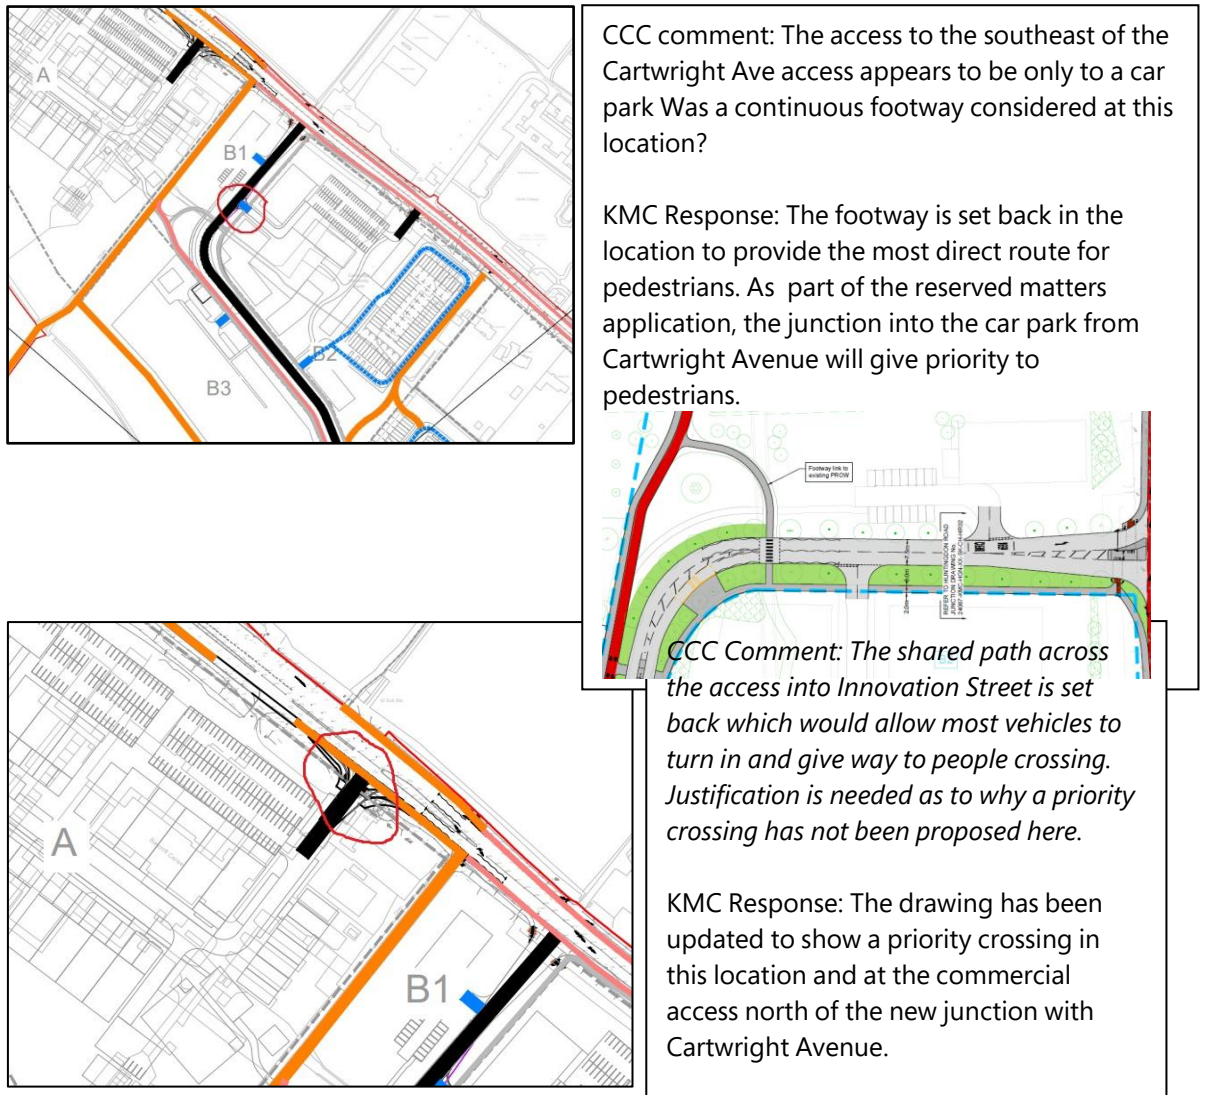 A
B1
B2
B3
CCC comment: The access to the southeast of the
Cartwright Ave access appears to be only to a car
park Was a continuous footway considered at this
location?
KMC Response: The footway is set back in the
location to provide the most direct route for
pedestrians. As part of the reserved matters
application, the junction into the car park from
Cartwright Avenue will give priority to
pedestrians.
Footway link to
existing PROW
REFER TO HUNTINGDON ROAD
JUNCTION DRAWING No.
A
B1
CCC Comment: The shared path across
the access into Innovation Street is set
back which would allow most vehicles to
turn in and give way to people crossing.
Justification is needed as to why a priority
crossing has not been proposed here.
KMC Response: The drawing has been
updated to show a priority crossing in
this location and at the commercial
access north of the new junction with
Cartwright Avenue.